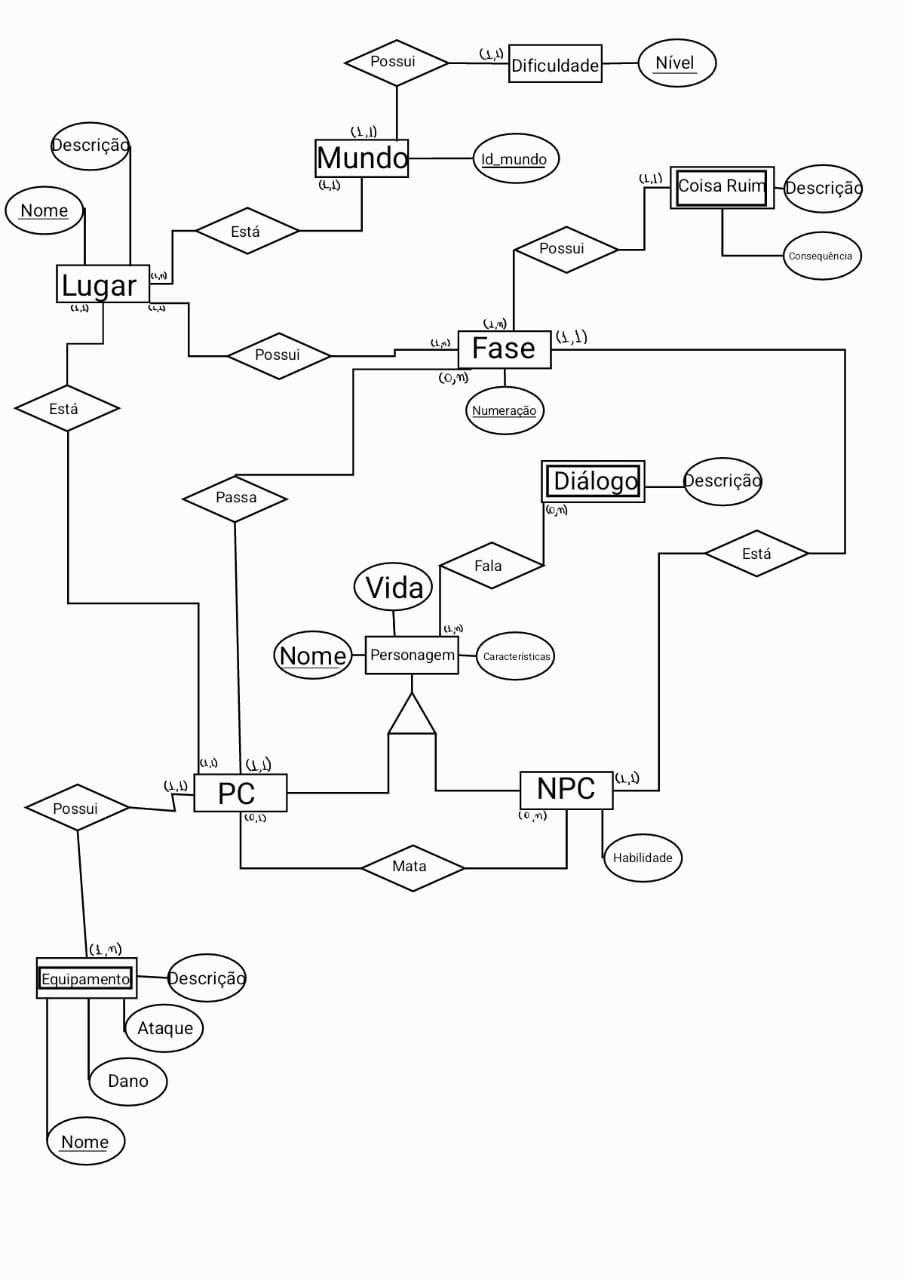 Possui
(1,1)
Dificuldade
Nível
(1,1)
Mundo
Id_mundo
(1,1)
Descrição
Nome
Está
(1,1)
Coisa Ruim
Descrição
Possui
Consequência
(1,n)
Lugar
(1,1)
(1,1)
Possui
(1,n)
(1,n)
Fase
(1,1)
(0,n)
Numeração
Está
Passa
Diálogo
Descrição
(0,n)
Está
Fala
Vida
(1,n)
Nome
Personagem
Características
(1,1)
(1,1)
PC
(0,1)
(1,1)
Possui
NPC
(1,1)
(0,n)
Mata
Habilidade
(1,n)
Equipamento
Descrição
Ataque
Dano
Nome